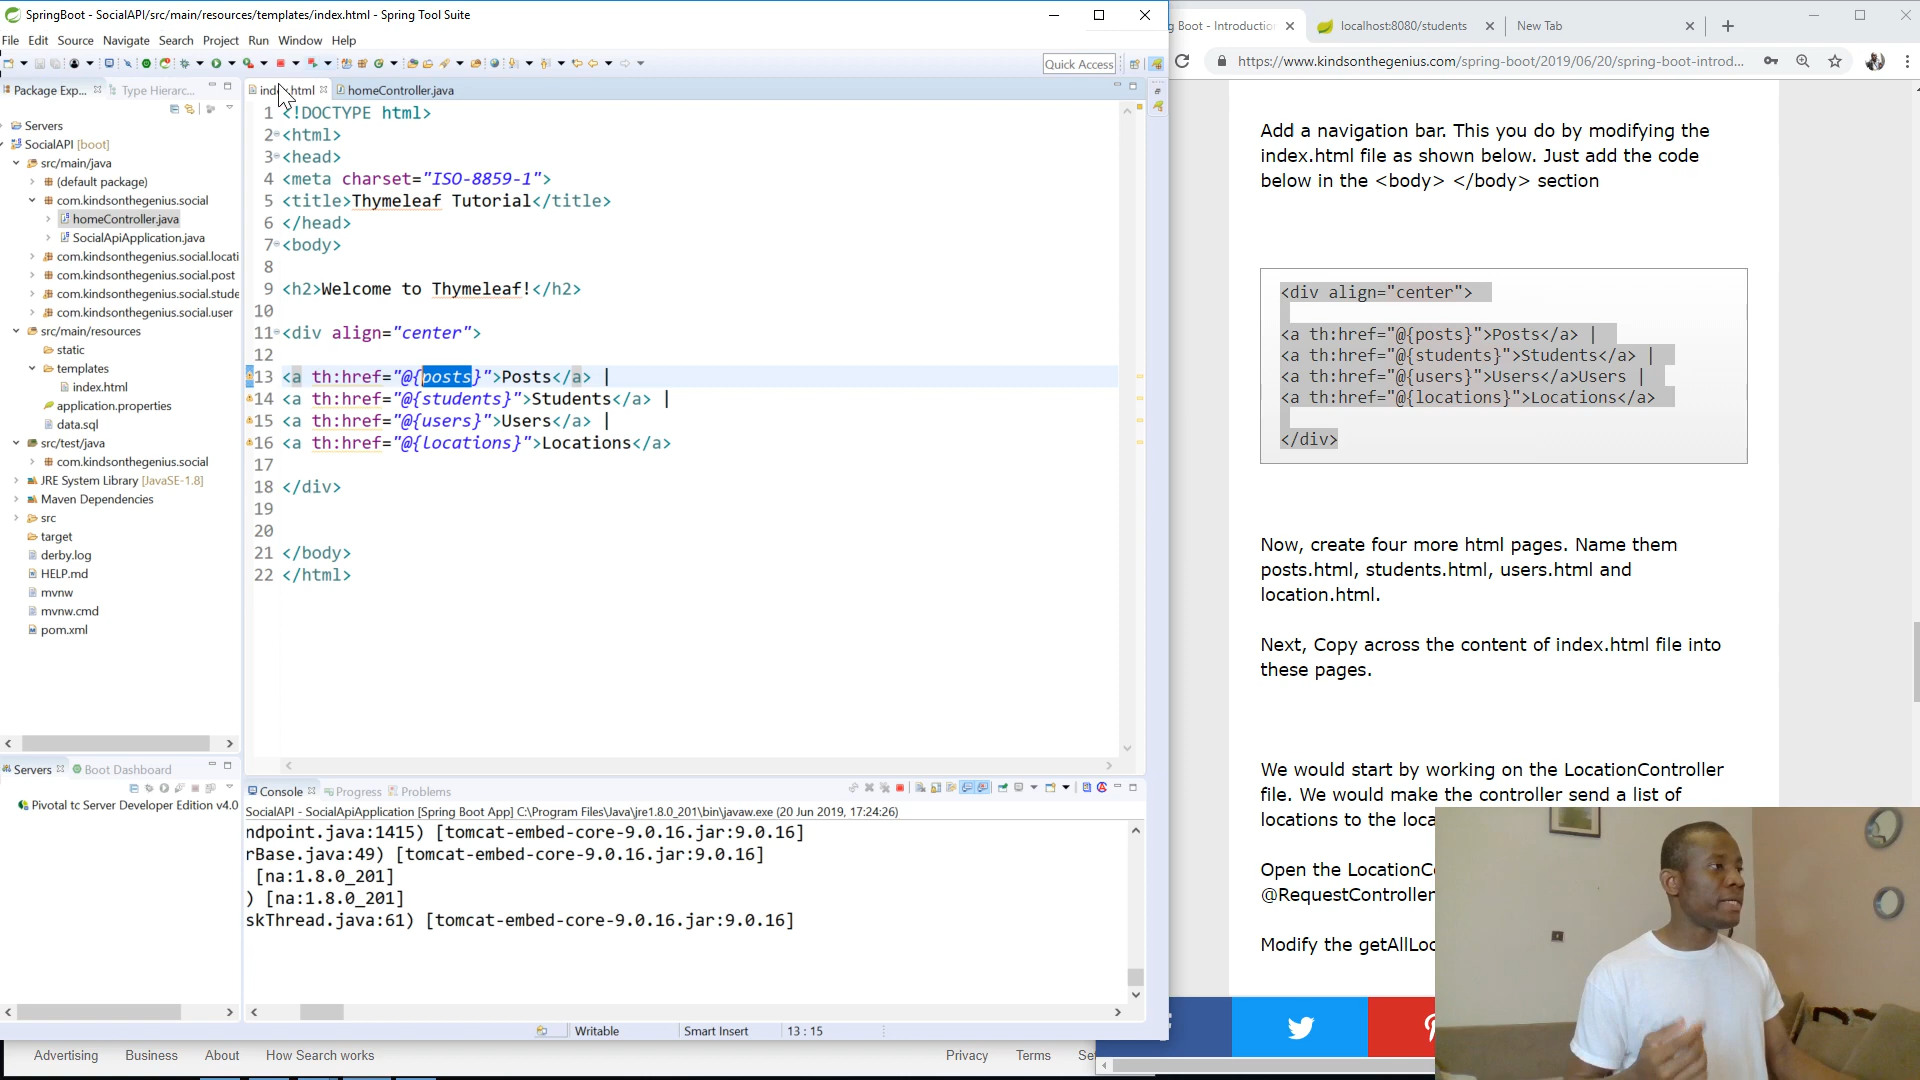 SpringBoot - SocialAPI/src/main/resources/templates/index.html - Spring Tool Suite
File Edit Source Navigate Search Project Run Window Help
Quick Access
Package Exp...
Type Hierarc...
Servers
SocialAPI [boot]
src/main/java
(default package)
com.kindsonthegenius.social
homeController.java
SocialApiApplication.java
com.kindsonthegenius.social.locati
com.kindsonthegenius.social.post
com.kindsonthegenius.social.stude
com.kindsonthegenius.social.user
src/main/resources
static
templates
index.html
application.properties
data.sql
src/test/java
com.kindsonthegenius.social
JRE System Library [JavaSE-1.8]
Maven Dependencies
src
target
derby.log
HELP.md
mvnw
mvnw.cmd
pom.xml
homeController.java
1 <!DOCTYPE html>
2 <html>
3 <head>
4 <meta charset="ISO-8859-1">
5 <title>Thymeleaf Tutorial</title>
6 </head>
7 <body>
8
9 <h2>Welcome to Thymeleaf!</h2>
10
11 <div align="center">
12
13 <a th:href="@{posts}">Posts</a> |
14 <a th:href="@{students}">Students</a> |
15 <a th:href="@{users}">Users</a> |
16 <a th:href="@{locations}">Locations</a>
17
18 </div>
19
20
21 </body>
22 </html>
Servers
Boot Dashboard
Pivotal tc Server Developer Edition v4.0
Console
Progress
Problems
SocialAPI - SocialApiApplication [Spring Boot App] C:\Program Files\Java\jre1.8.0_201\bin\javaw.exe (20 Jun 2019, 17:24:26)
ndpoint.java:1415) [tomcat-embed-core-9.0.16.jar:9.0.16]
rBase.java:49) [tomcat-embed-core-9.0.16.jar:9.0.16]
[na:1.8.0_201]
) [na:1.8.0_201]
skThread.java:61) [tomcat-embed-core-9.0.16.jar:9.0.16]
Writable
Smart Insert
13 : 15
Advertising Business About How Search works
Privacy Terms
g Boot - Introduction
localhost:8080/students
New Tab
https://www.kindsonthegenius.com/spring-boot/2019/06/20/spring-boot-introd...
Add a navigation bar. This you do by modifying the
index.html file as shown below. Just add the code
below in the <body> </body> section
<div align="center">
<a th:href="@{posts}">Posts</a> |
<a th:href="@{students}">Students</a> |
<a th:href="@{users}">Users</a>Users |
<a th:href="@{locations}">Locations</a>
</div>
Now, create four more html pages. Name them
posts.html, students.html, users.html and
location.html.
Next, Copy across the content of index.html file into
these pages.
We would start by working on the LocationController
file. We would make the controller send a list of
locations to the loca
Open the LocationC
@RequestController
Modify the getAllLoc